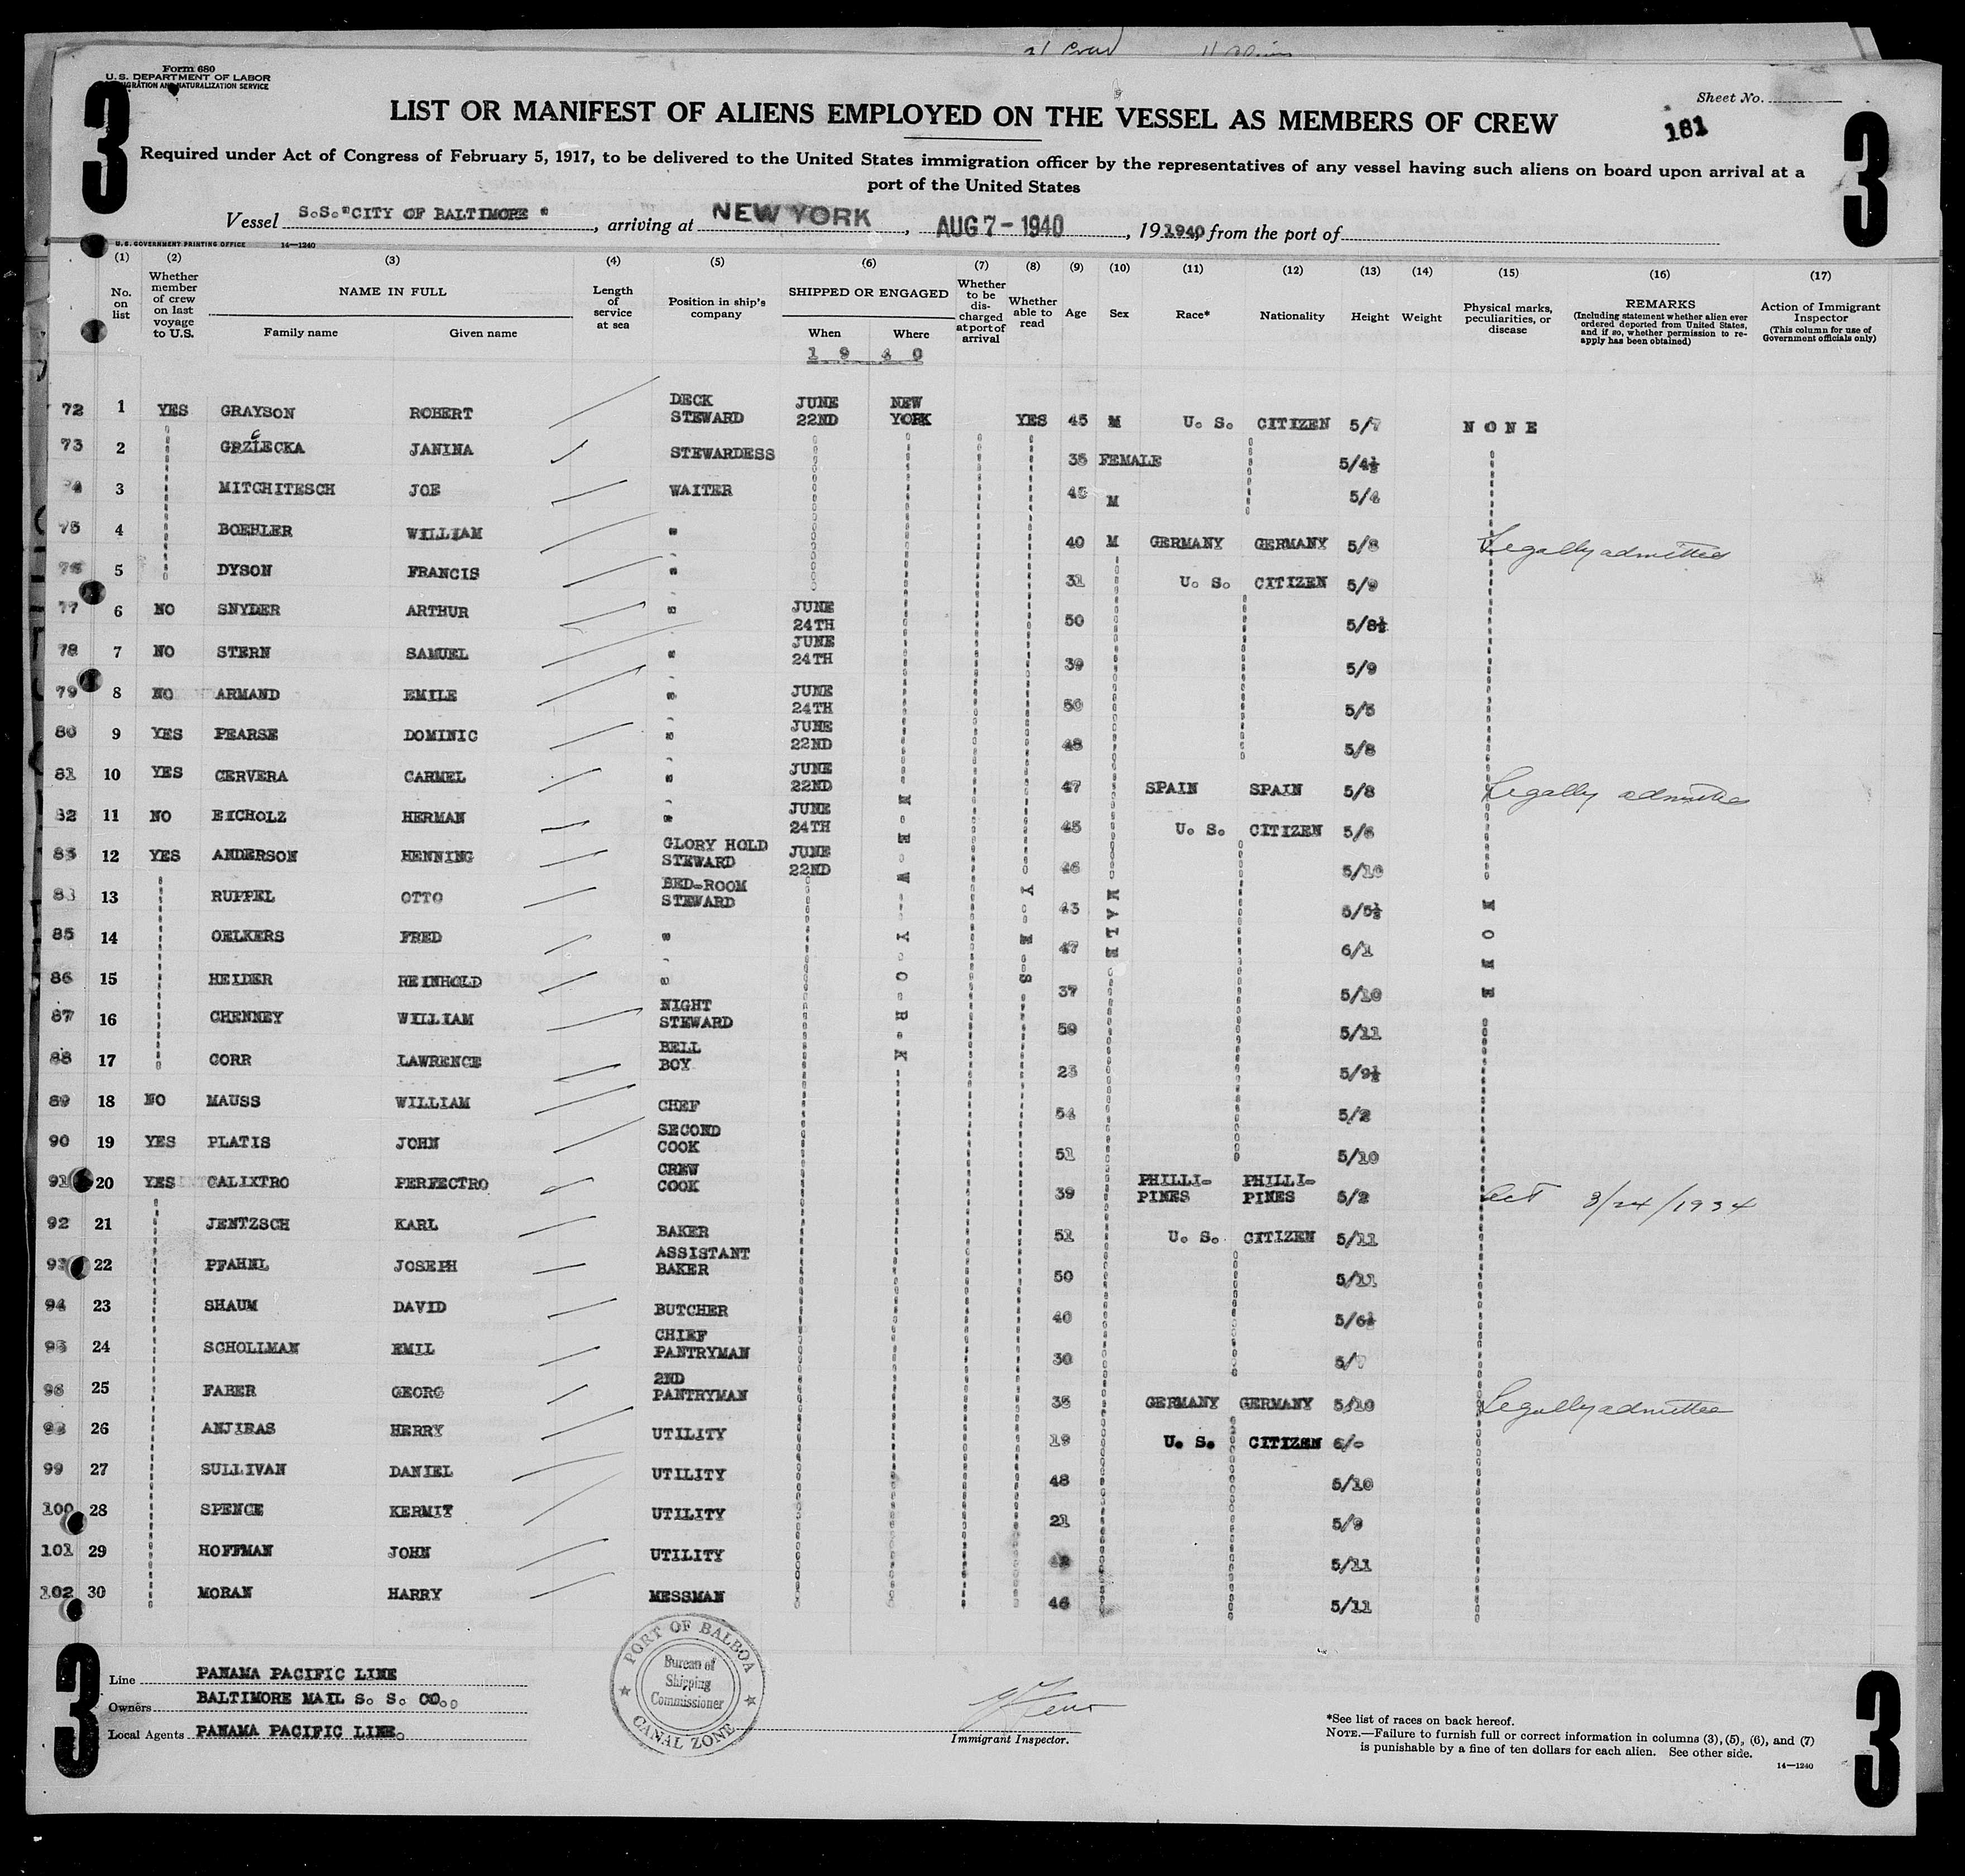 Form 680
U. S. DEPARTMENT OF LABOR
IMMIGRATION AND NATURALIZATION SERVICE
3
Sheet No.
181
3
LIST OR MANIFEST OF ALIENS EMPLOYED ON THE VESSEL AS MEMBERS OF CREW
Required under Act of Congress of February 5, 1917, to be delivered to the United States immigration officer by the representatives of any vessel having such aliens on board upon arrival at a
port of the United States
Vessel S.S. "CITY OF BALTIMORE", arriving at NEW YORK, AUG 7-1940, 19 1940 from the port of
U. S. GOVERNMENT PRINTING OFFICE 14—1240
(1) (2) (3) (4) (5) (6) (7) (8) (9) (10) (11) (12) (13) (14) (15) (16) (17)
No. on list
Whether member of crew on last voyage to U.S.
NAME IN FULL
Family name Given name
Length of service at sea
Position in ship's company
SHIPPED OR ENGAGED
When Where
1 9 4 0
Whether to be discharged at port of arrival
Whether able to read
Age Sex Race* Nationality Height Weight
Physical marks, peculiarities, or disease
REMARKS
(Including statement whether alien ever ordered deported from United States, and if so, whether permission to re-apply has been obtained)
Action of Immigrant Inspector
(This column for use of Government officials only)
72 1 YES GRAYSON ROBERT DECK STEWARD JUNE 22ND NEW YORK YES 45 M U. S. CITIZEN 5/7 NONE
73 2 GRZIECKA JANINA STEWARDESS 35 FEMALE 5/4½
74 3 MITCHITESCH JOE WAITER 45 M 5/4
75 4 BOEHLER WILLIAM " 40 M GERMANY GERMANY 5/8 Legally admitted
76 5 DYSON FRANCIS " 31 U. S. CITIZEN 5/9
77 6 NO SNYDER ARTHUR " JUNE 24TH 50 5/8½
78 7 NO STERN SAMUEL " JUNE 24TH 39 5/9
79 8 NO ARMAND EMILE " JUNE 24TH 50 5/5
80 9 YES PEARSE DOMINIC " JUNE 22ND 48 5/8
81 10 YES CERVERA CARMEL " JUNE 22ND 47 SPAIN SPAIN 5/8 Legally admitted
82 11 NO EICHOLZ HERMAN " JUNE 24TH 45 U. S. CITIZEN 5/6
83 12 YES ANDERSON HENNING GLORY HOLD STEWARD JUNE 22ND 46 5/10
83 13 RUPPEL OTTO BED-ROOM STEWARD 43 5/5½
85 14 OELKERS FRED " 47 6/1
86 15 HEIDER REINHOLD " 37 5/10
87 16 CHENNEY WILLIAM NIGHT STEWARD 59 5/11
88 17 CORR LAWRENCE BELL BOY 23 5/9½
NEW YORK
YES
MALE
NONE
89 18 NO MAUSS WILLIAM CHEF 54 5/2
90 19 YES PLATIS JOHN SECOND COOK 51 5/10
91 20 YES CALIXTRO PERFECTRO CREW COOK 39 PHILLI-PINES PHILLI-PINES 5/2 Act 3/24/1934
92 21 JENTZSCH KARL BAKER 51 U. S. CITIZEN 5/11
93 22 PFAHNL JOSEPH ASSISTANT BAKER 50 5/11
94 23 SHAUM DAVID BUTCHER 40 5/6½
95 24 SCHOLLMAN EMIL CHIEF PANTRYMAN 30 5/7
96 25 FABER GEORG 2ND PANTRYMAN 35 GERMANY GERMANY 5/10 Legally admitted
98 26 ANJIRAS HERRY UTILITY 19 U. S. CITIZEN 6/-
99 27 SULLIVAN DANIEL UTILITY 48 5/10
100 28 SPENCE KERMIT UTILITY 21 5/9
101 29 HOFFMAN JOHN UTILITY 5/11
102 30 MORAN HARRY MESSMAN 46 5/11
3
Line PANAMA PACIFIC LINE
Owners BALTIMORE MAIL S. S. CO.
Local Agents PANAMA PACIFIC LINE.
PORT OF BALBOA
Bureau of Shipping Commissioner
CANAL ZONE
Immigrant Inspector.
*See list of races on back hereof.
NOTE.—Failure to furnish full or correct information in columns (3), (5), (6), and (7)
is punishable by a fine of ten dollars for each alien. See other side.
14—1240
3